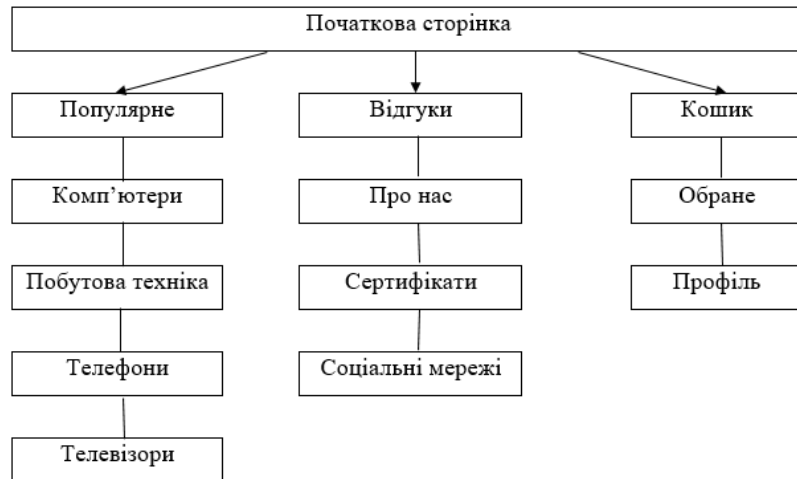 Початкова сторінка
Популярне
Відгуки
Кошик
Комп’ютери
Про нас
Обране
Побутова техніка
Сертифікати
Профіль
Телефони
Соціальні мережі
Телевізори